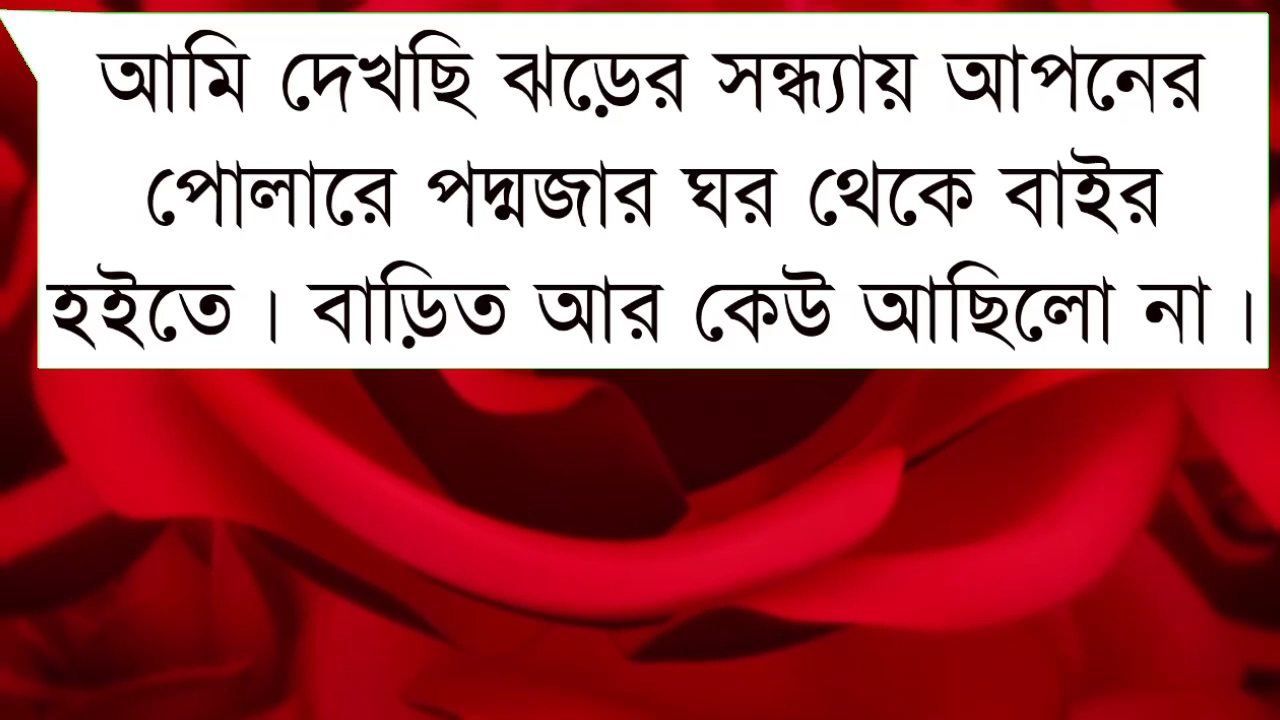 আমি দেখছি ঝড়ের সন্ধ্যায় আপনের
পোলারে পদ্মজার ঘর থেকে বাইর
হইতে। বাড়িত আর কেউ আছিলো না।